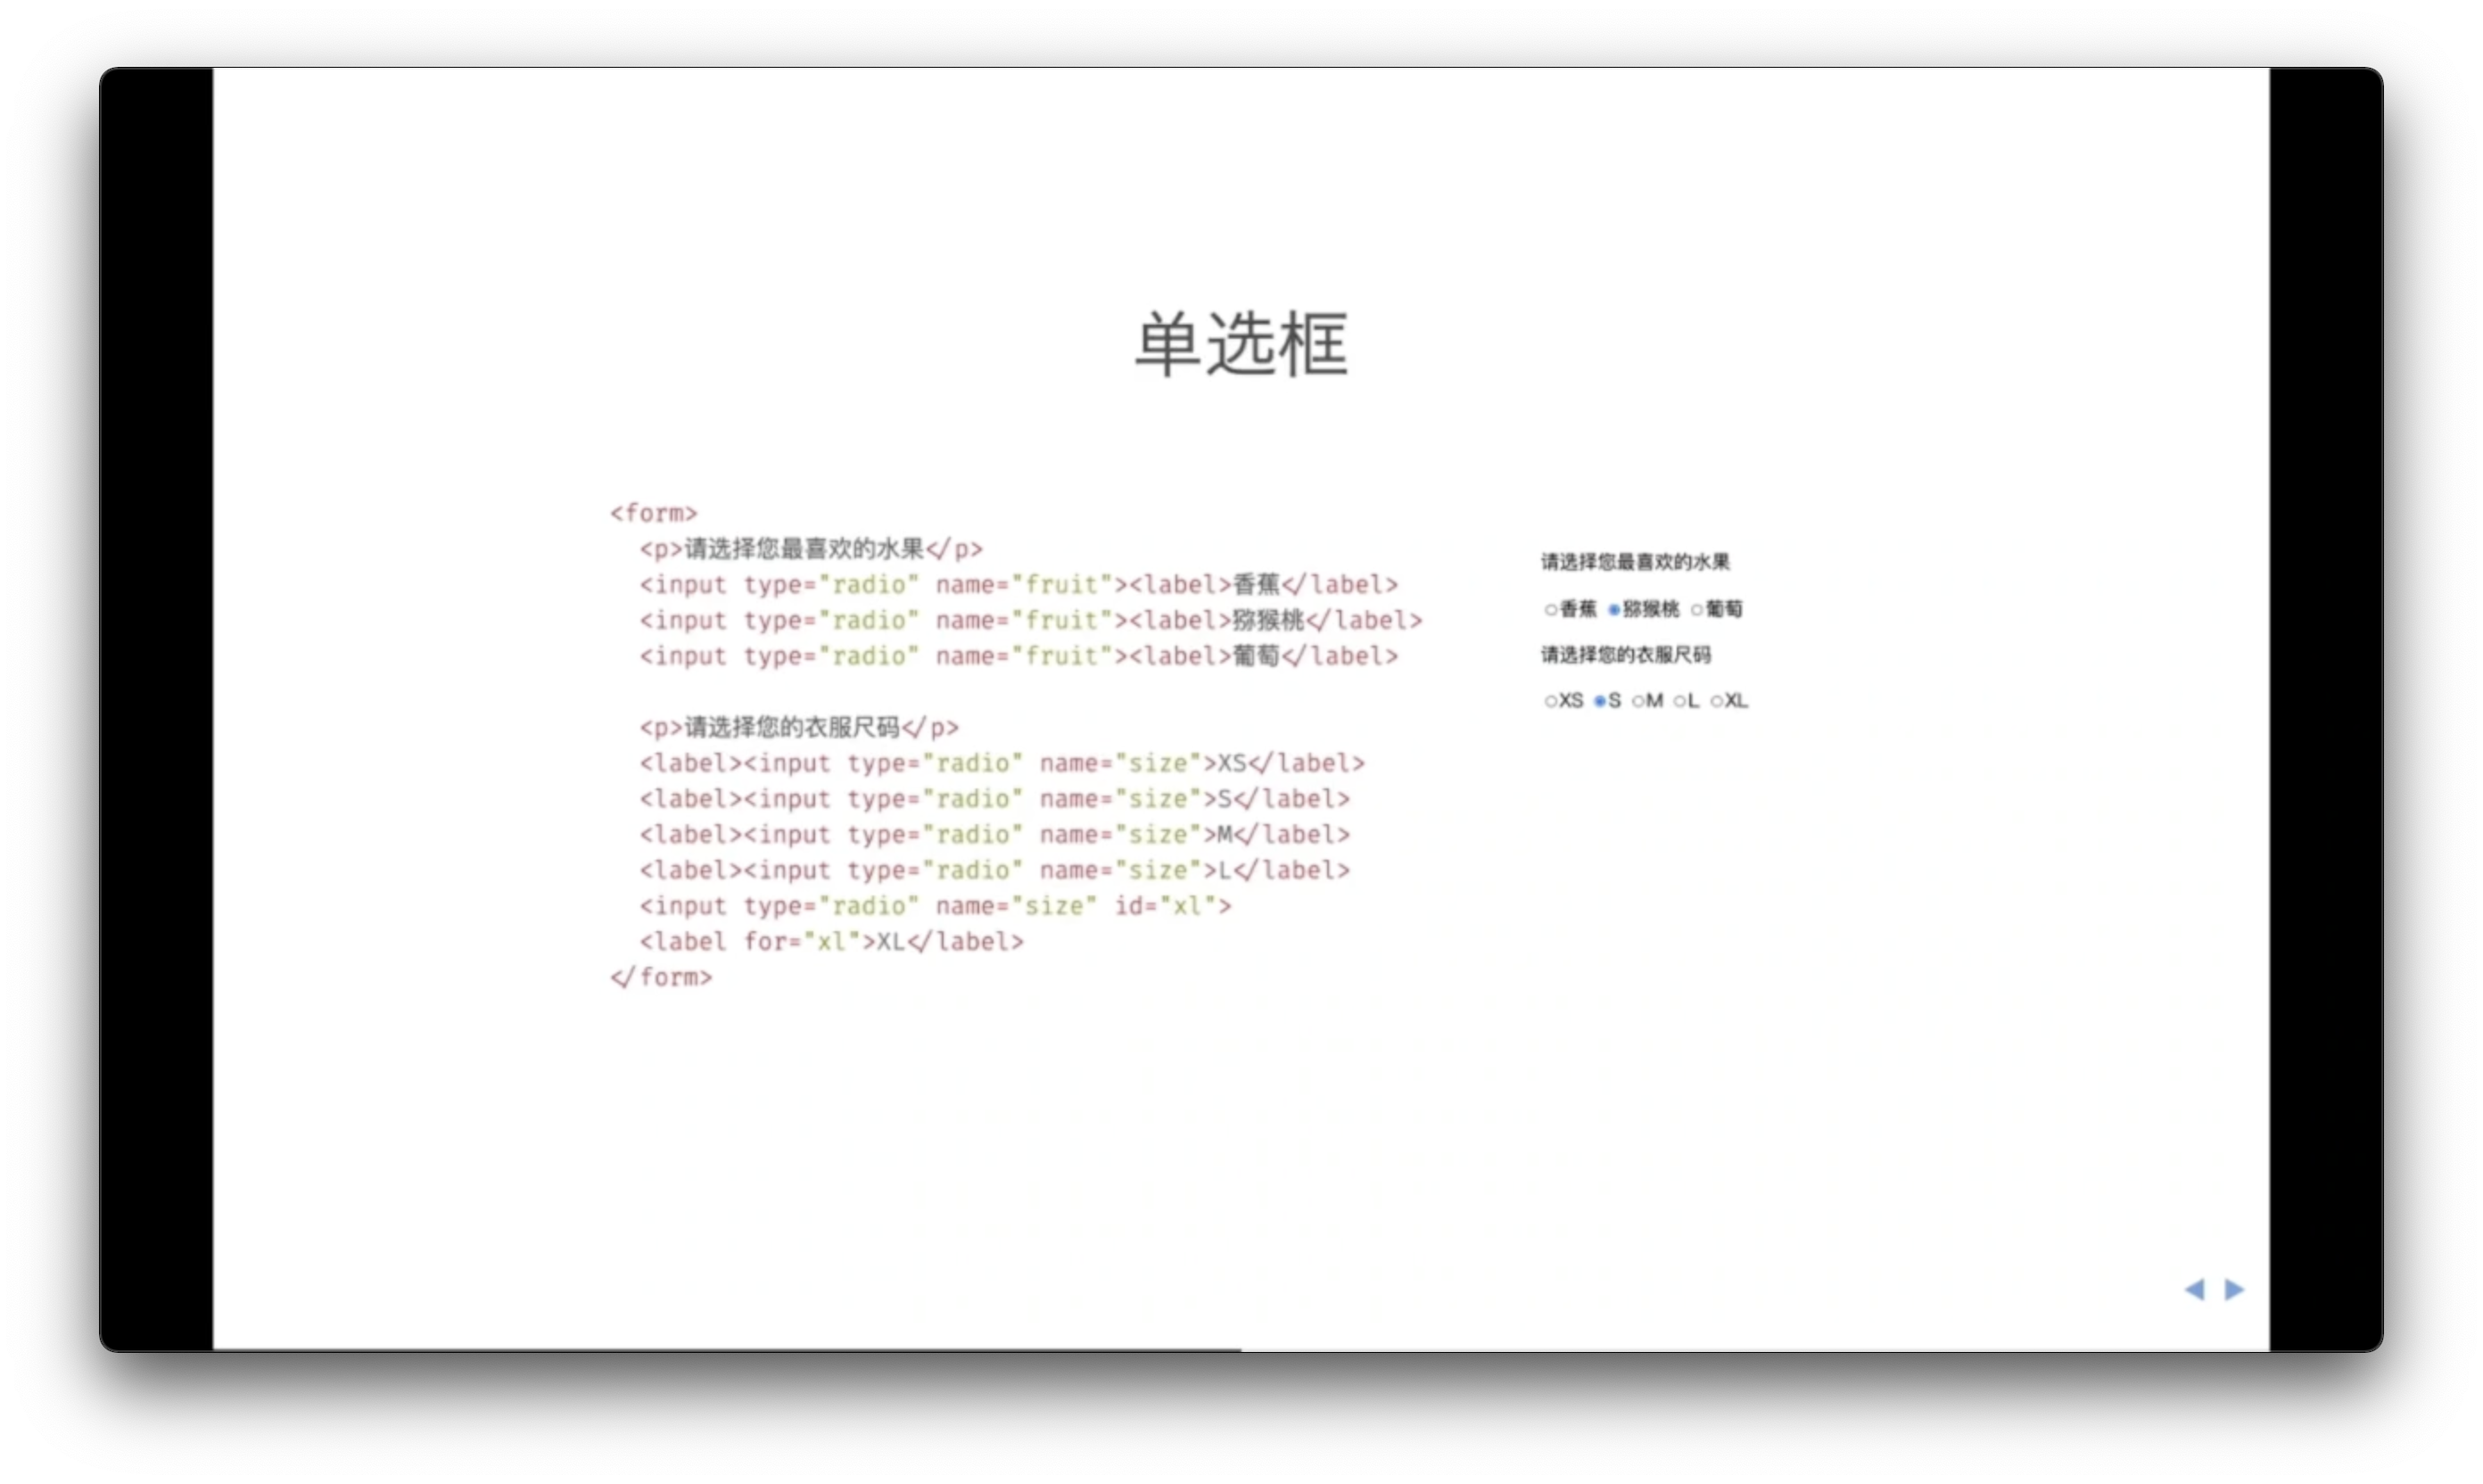 单选框
<form>
<p>请选择您最喜欢的水果</p>
<input type="radio" name="fruit"><label>香蕉</label>
<input type="radio" name="fruit"><label>猕猴桃</label>
<input type="radio" name="fruit"><label>葡萄</label>
<p>请选择您的衣服尺码</p>
<label><input type="radio" name="size">XS</label>
<label><input type="radio" name="size">S</label>
<label><input type="radio" name="size">M</label>
<label><input type="radio" name="size">L</label>
<input type="radio" name="size" id="xl">
<label for="xl">XL</label>
</form>
请选择您最喜欢的水果
香蕉 猕猴桃 葡萄
请选择您的衣服尺码
XS S M L XL